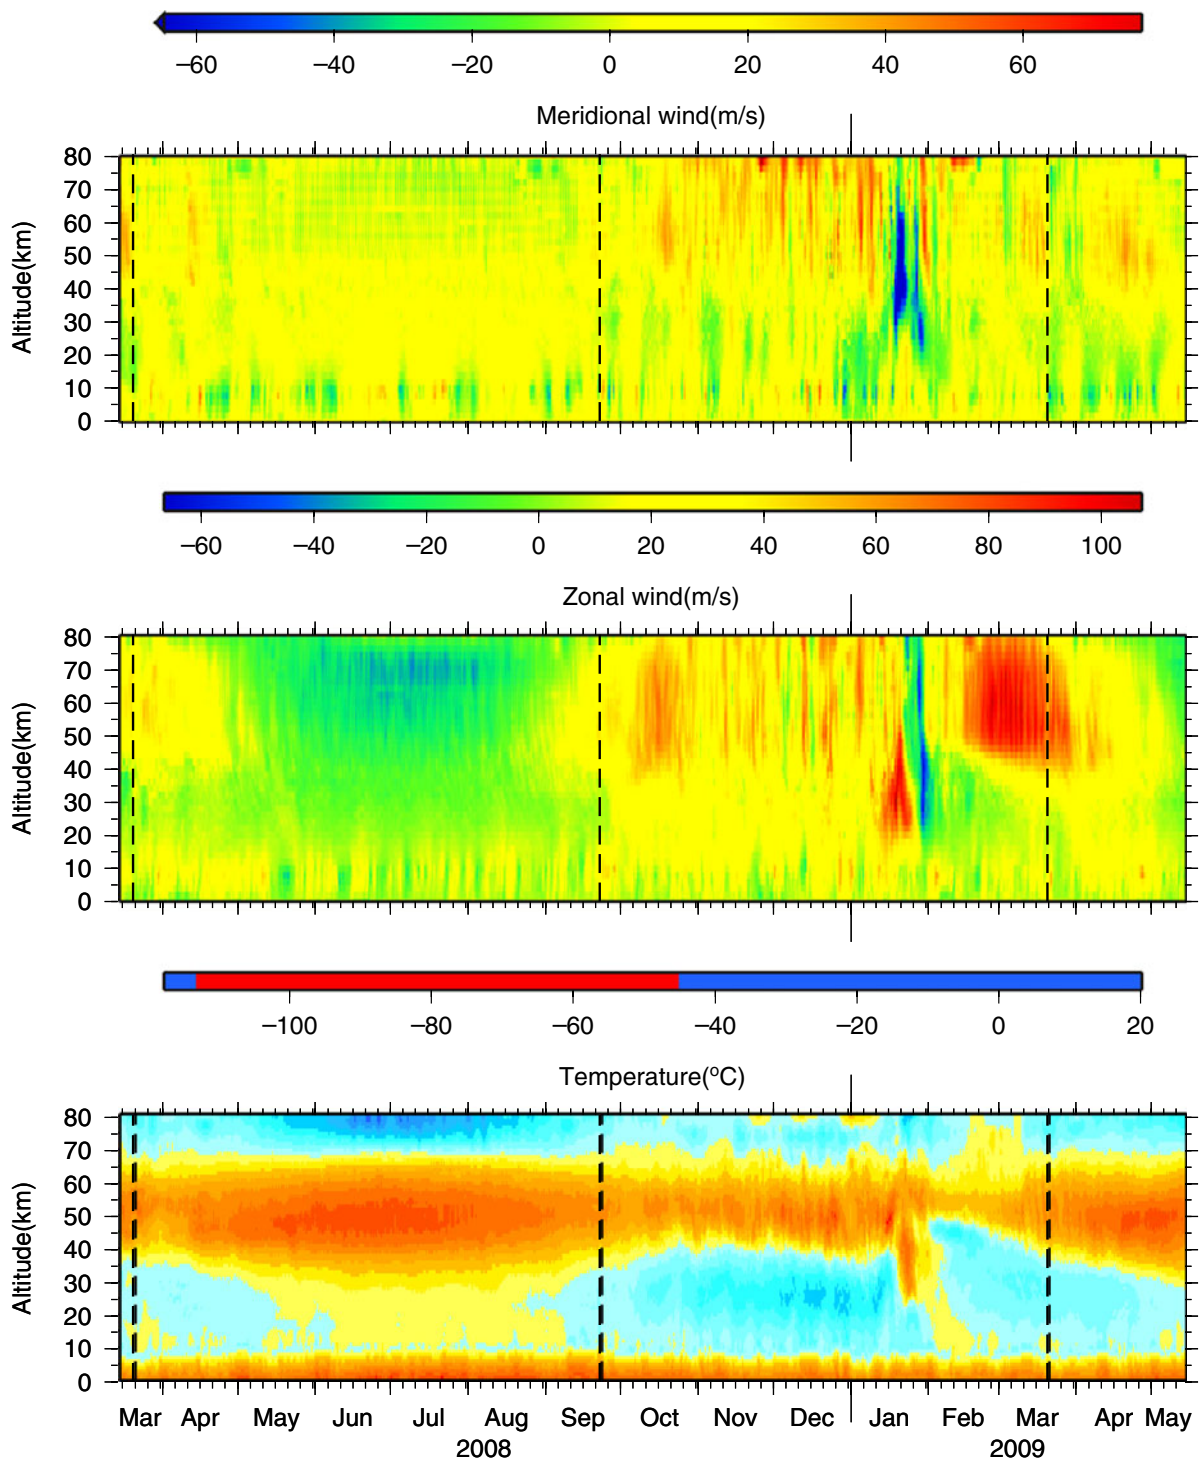 −60 −40 −20 0 20 40 60
Meridional wind(m/s)
80
70
60
50
40
30
20
10
0
Altitude(km)
−60 −40 −20 0 20 40 60 80 100
Zonal wind(m/s)
80
70
60
50
40
30
20
10
0
Altitude(km)
−100 −80 −60 −40 −20 0 20
Temperature(°C)
80
70
60
50
40
30
20
10
0
Altitude(km)
Mar Apr May Jun Jul Aug Sep Oct Nov Dec Jan Feb Mar Apr May
2008 2009